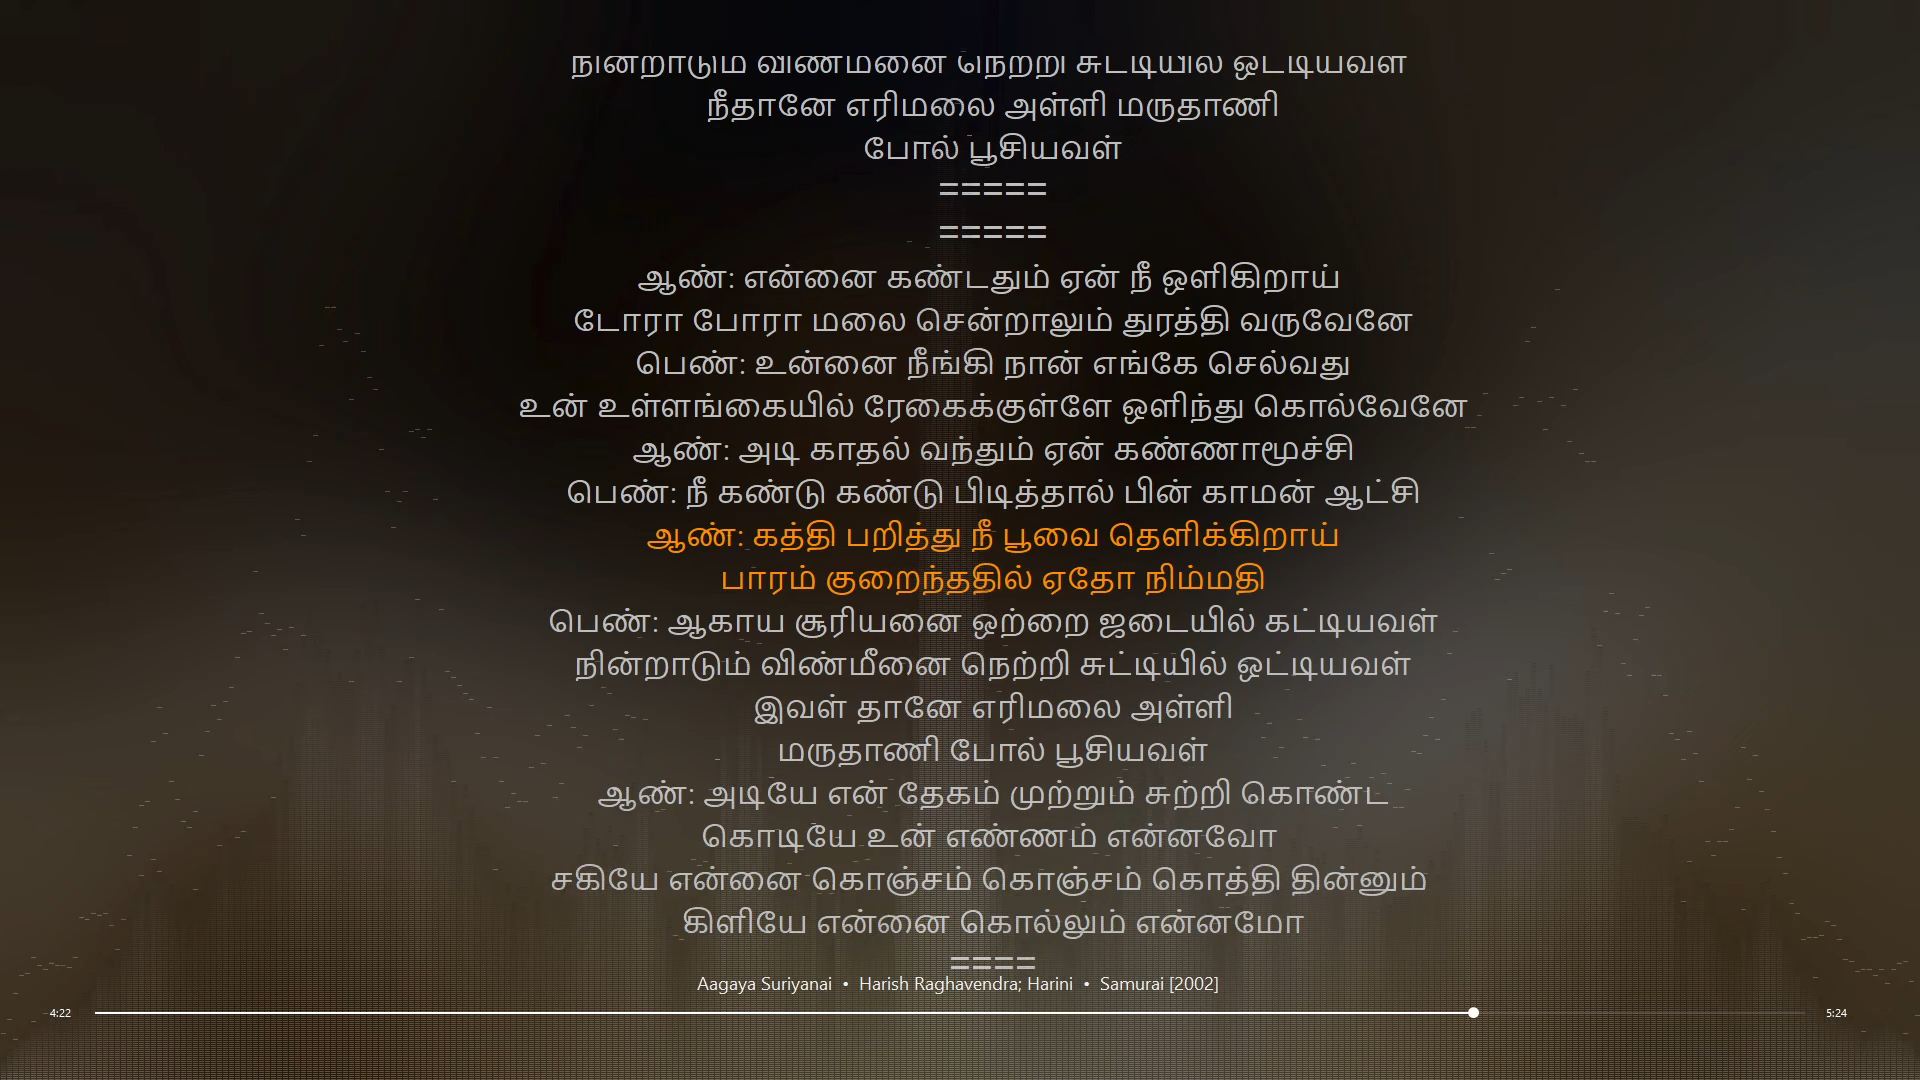 நின்றாடும் விண்மீனை நெற்றி சுட்டியில் ஒட்டியவள்
நீதானே எரிமலை அள்ளி மருதாணி
போல் பூசியவள்
=====
=====
ஆண்: என்னை கண்டதும் ஏன் நீ ஒளிகிறாய்
டோரா போரா மலை சென்றாலும் துரத்தி வருவேனே
பெண்: உன்னை நீங்கி நான் எங்கே செல்வது
உன் உள்ளங்கையில் ரேகைக்குள்ளே ஒளிந்து கொல்வேனே
ஆண்: அடி காதல் வந்தும் ஏன் கண்ணாமூச்சி
பெண்: நீ கண்டு கண்டு பிடித்தால் பின் காமன் ஆட்சி
ஆண்: கத்தி பறித்து நீ பூவை தெளிக்கிறாய்
பாரம் குறைந்ததில் ஏதோ நிம்மதி
பெண்: ஆகாய சூரியனை ஒற்றை ஜடையில் கட்டியவள்
நின்றாடும் விண்மீனை நெற்றி சுட்டியில் ஒட்டியவள்
இவள் தானே எரிமலை அள்ளி
மருதாணி போல் பூசியவள்
ஆண்: அடியே என் தேகம் முற்றும் சுற்றி கொண்ட
கொடியே உன் எண்ணம் என்னவோ
சகியே என்னை கொஞ்சம் கொஞ்சம் கொத்தி தின்னும்
கிளியே என்னை கொல்லும் என்னமோ
====
Aagaya Suriyanai • Harish Raghavendra; Harini • Samurai [2002]
4:22 5:24